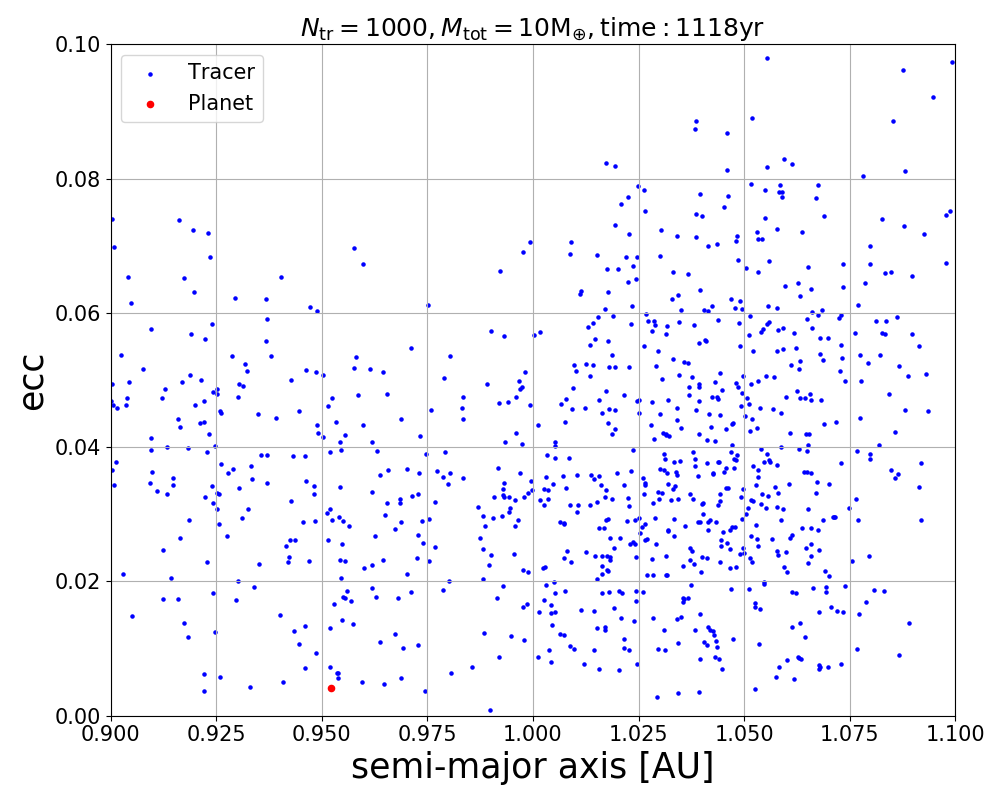 N_tr = 1000, M_tot = 10M_⊕, time : 1118yr
Tracer
Planet
ecc
0.10
0.08
0.06
0.04
0.02
0.00
0.900 0.925 0.950 0.975 1.000 1.025 1.050 1.075 1.100
semi-major axis [AU]